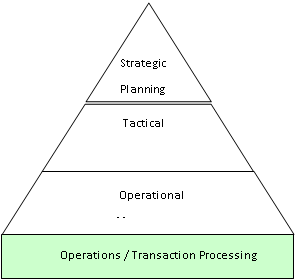 Strategic
Planning
Tactical
Operational
Operations / Transaction Processing